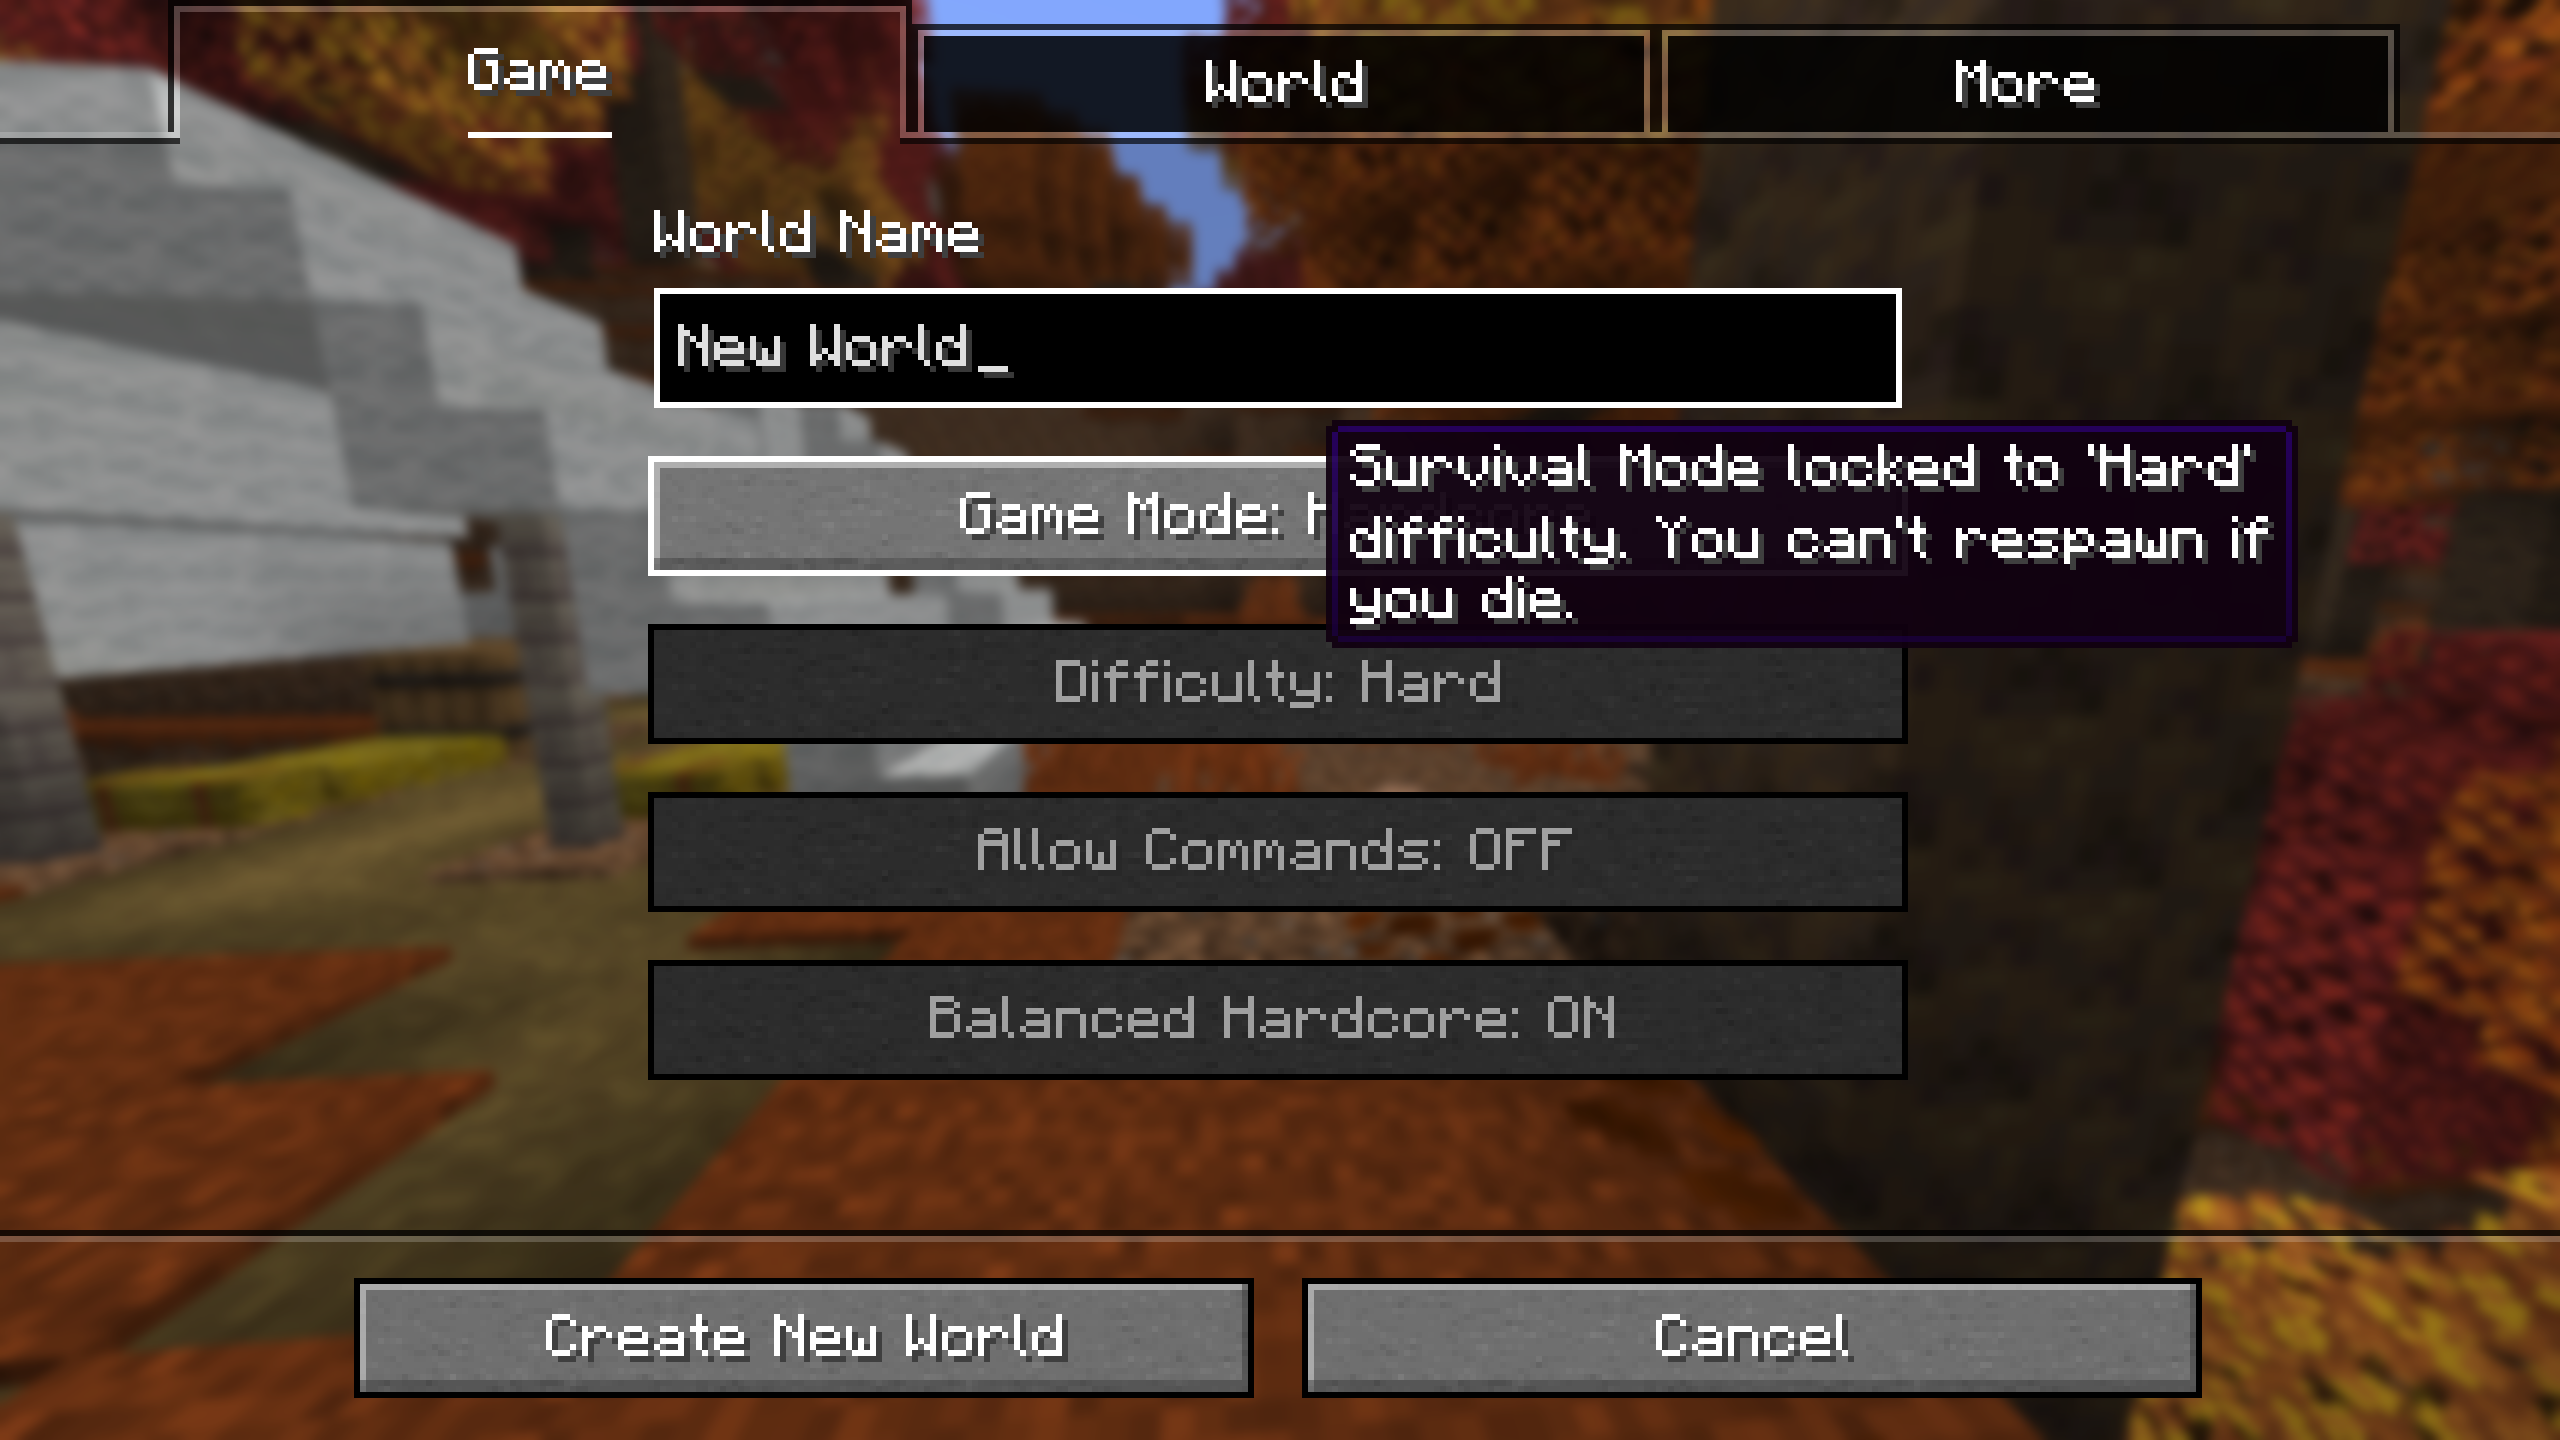 Game
World
More
World Name
New World_
Game Mode: Hardcore
Survival Mode locked to 'Hard'
difficulty. You can't respawn if
you die.
Difficulty: Hard
Allow Commands: OFF
Balanced Hardcore: ON
Create New World
Cancel